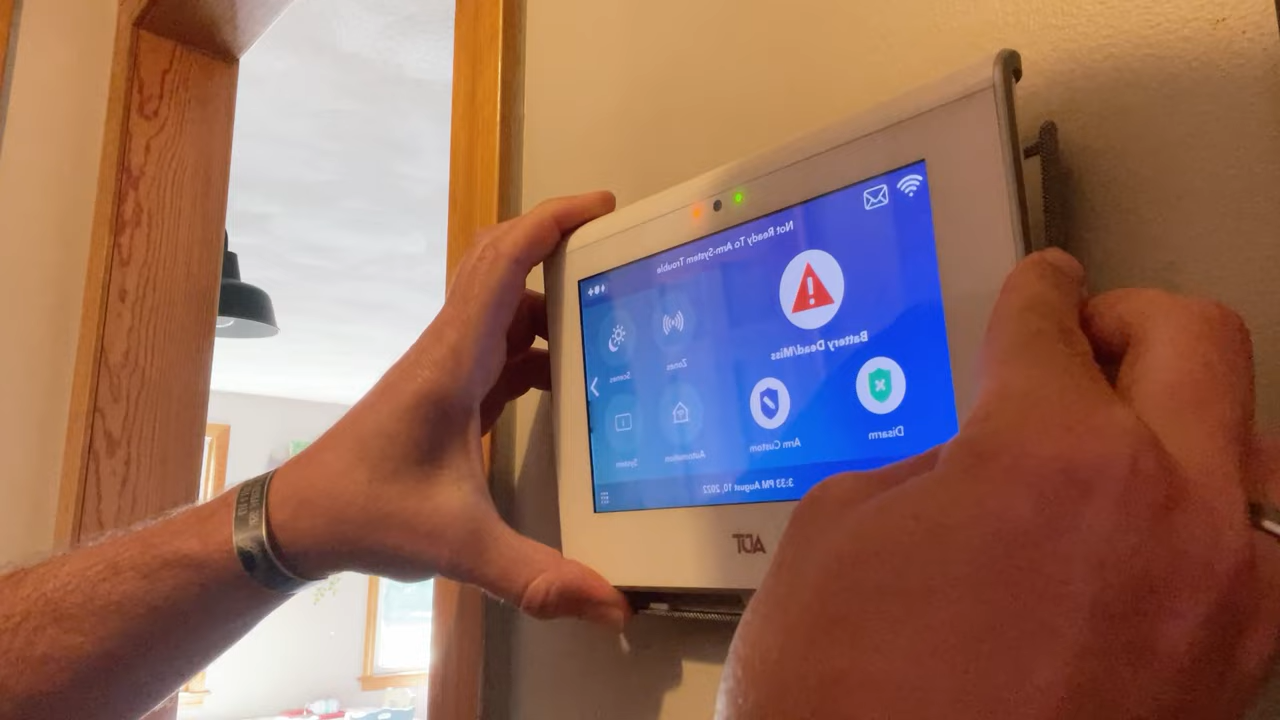 Not Ready To Arm-System Trouble
Battery Dead/Miss
Scenes
Zones
Disarm
Arm Custom
Automation
System
3:33 PM August 10, 2022
ADT